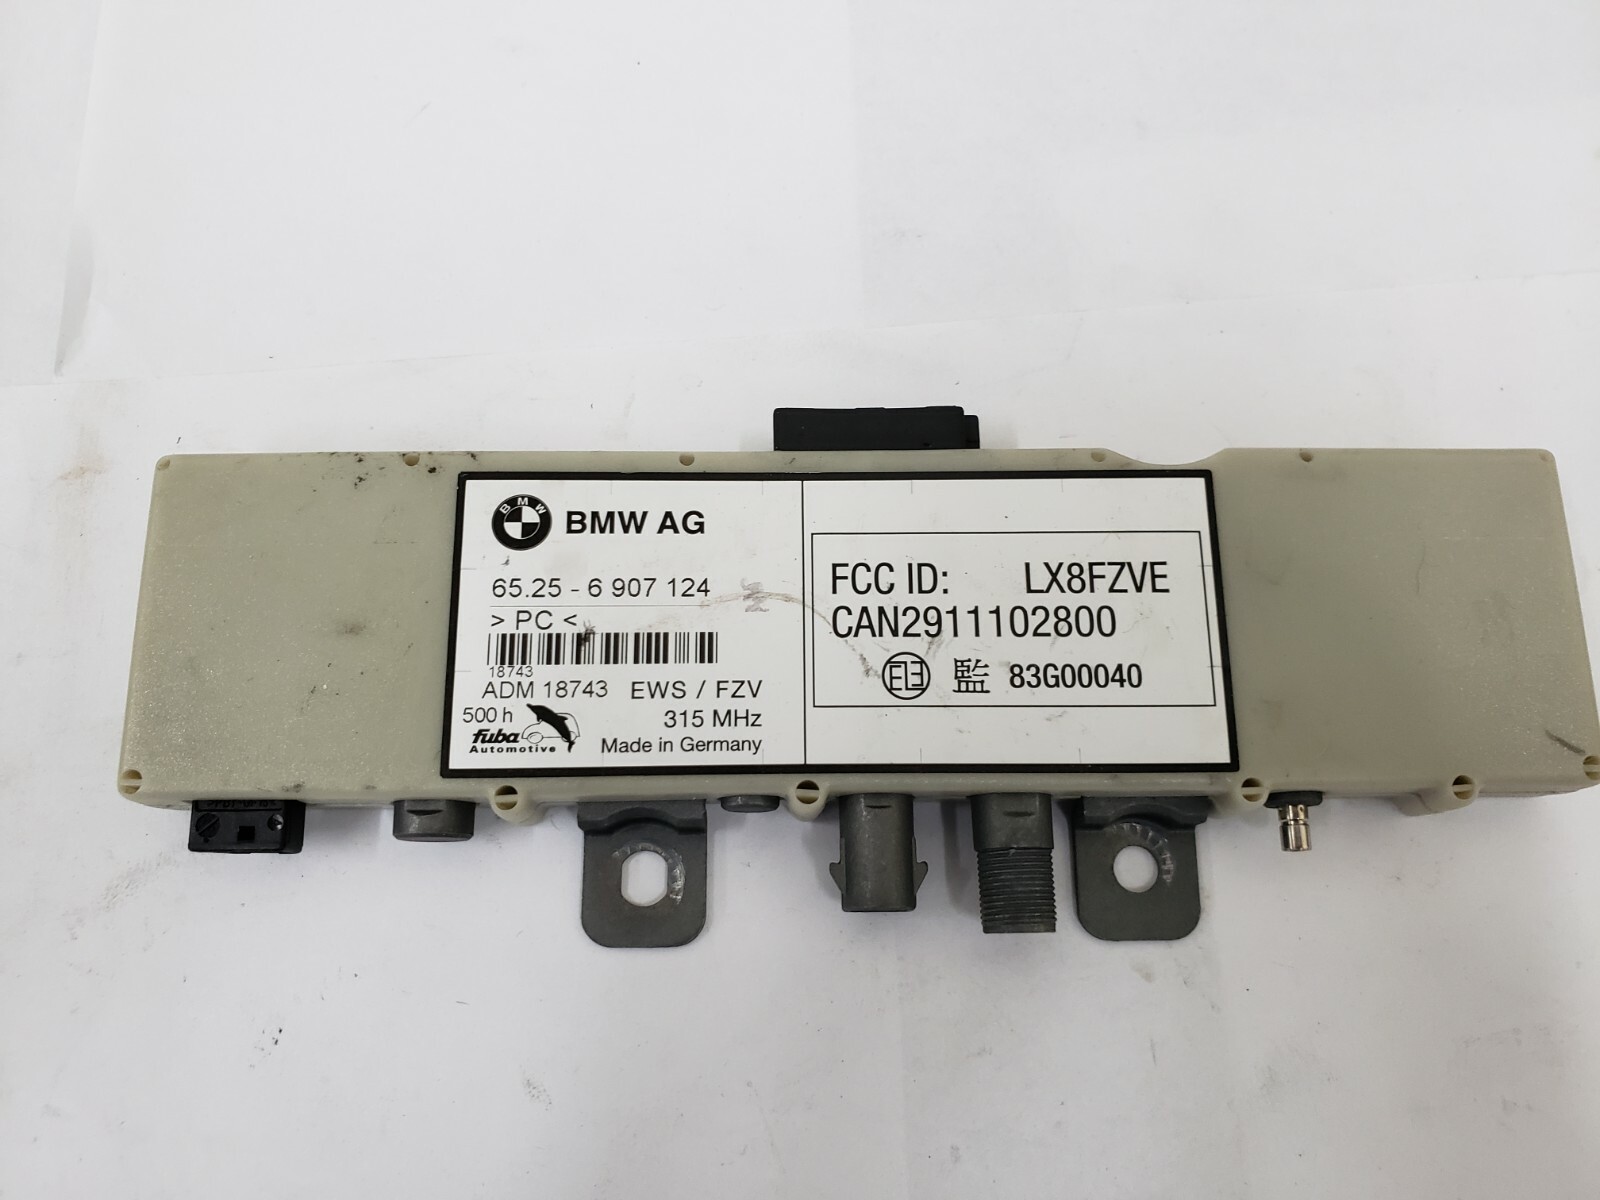 BMW
BMW AG
65.25 - 6 907 124
> PC <
18743
ADM 18743 EWS / FZV
500 h 315 MHz
fuba
Automotive
Made in Germany
FCC ID: LX8FZVE
CAN2911102800
監 83G00040